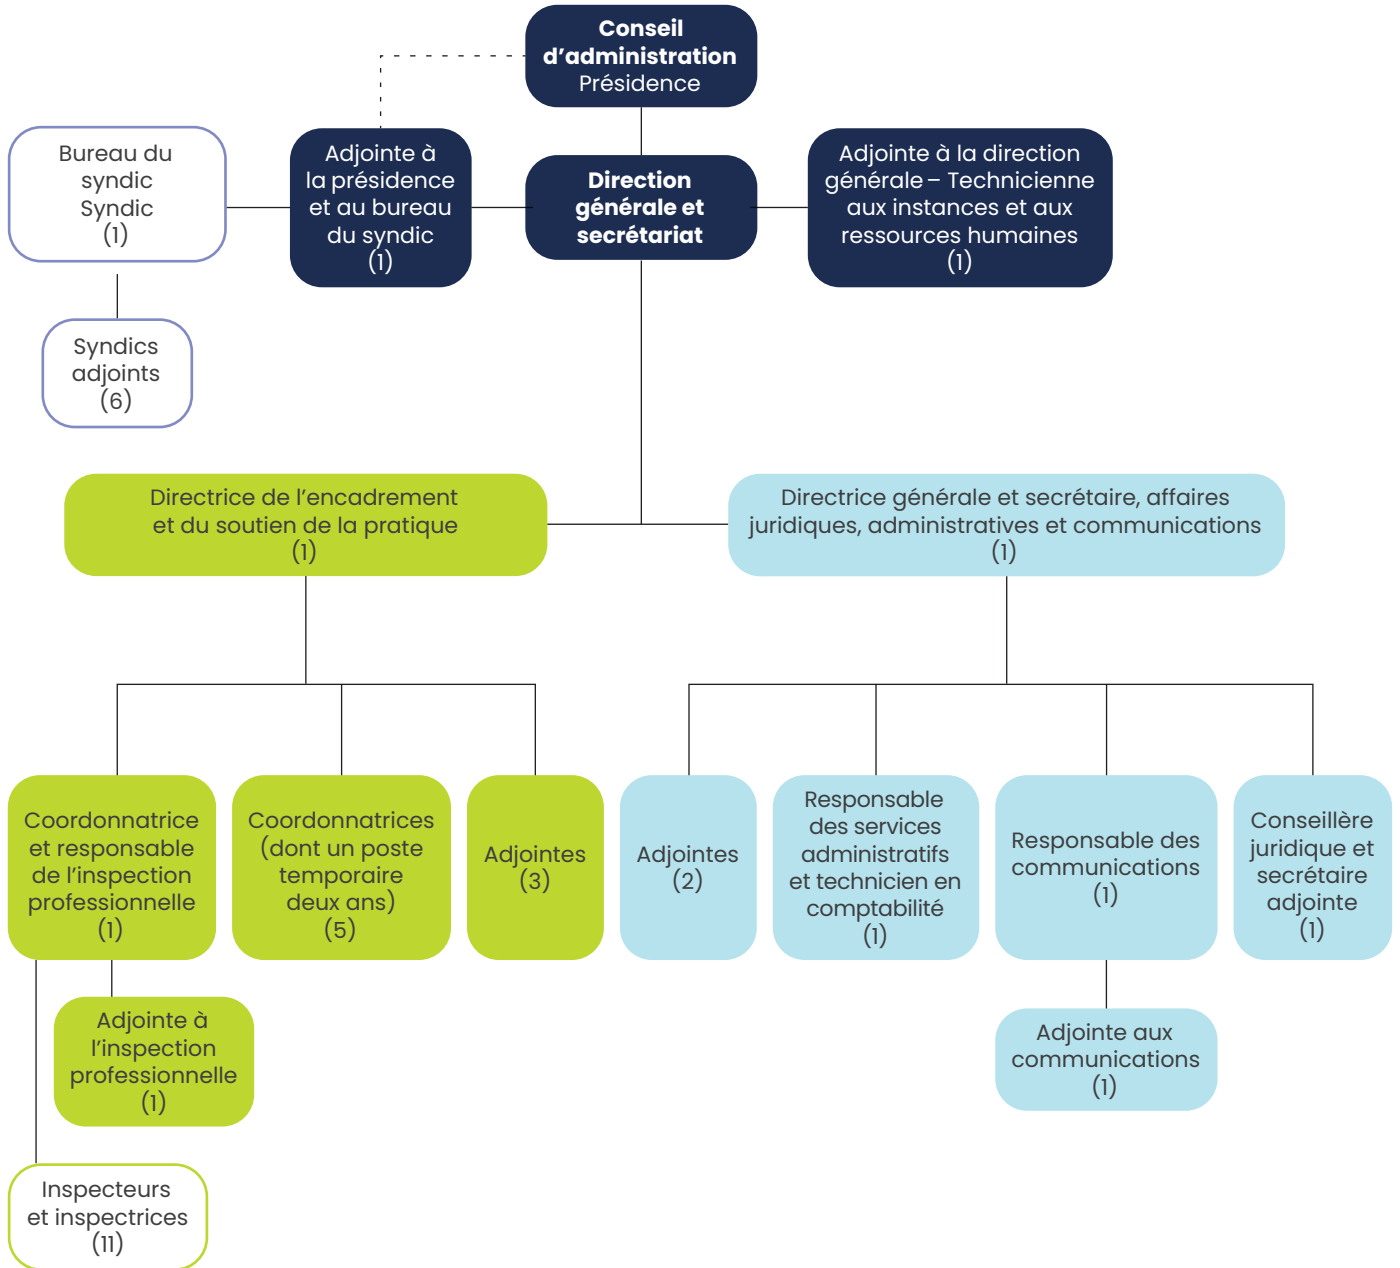 Conseil
d’administration
Présidence
Bureau du
syndic
Syndic
(1)
Adjointe à
la présidence
et au bureau
du syndic
(1)
Direction
générale et
secrétariat
Adjointe à la direction
générale – Technicienne
aux instances et aux
ressources humaines
(1)
Syndics
adjoints
(6)
Directrice de l’encadrement
et du soutien de la pratique
(1)
Directrice générale et secrétaire, affaires
juridiques, administratives et communications
(1)
Coordonnatrice
et responsable
de l’inspection
professionnelle
(1)
Coordonnatrices
(dont un poste
temporaire
deux ans)
(5)
Adjointes
(3)
Adjointes
(2)
Responsable
des services
administratifs
et technicien en
comptabilité
(1)
Responsable des
communications
(1)
Conseillère
juridique et
secrétaire
adjointe
(1)
Adjointe à
l’inspection
professionnelle
(1)
Adjointe aux
communications
(1)
Inspecteurs
et inspectrices
(11)